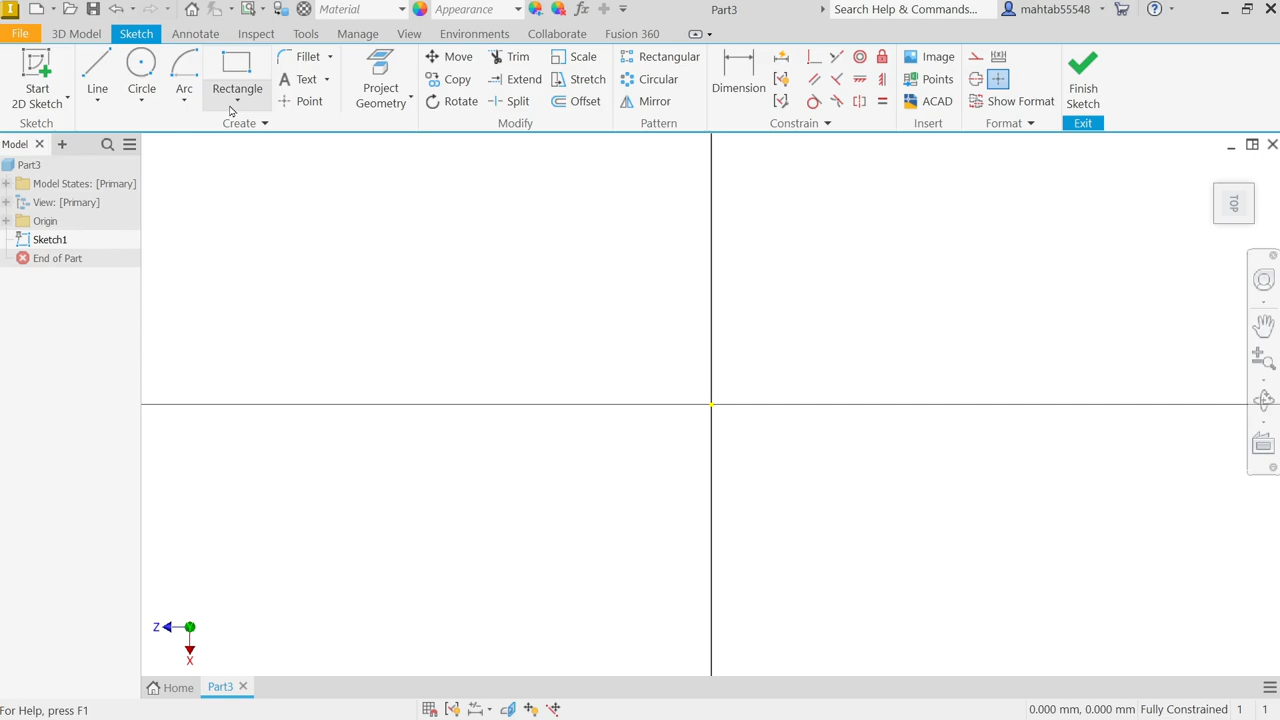 Material
Appearance
Part3
Search Help & Commands...
mahtab55548
File
3D Model
Sketch
Annotate
Inspect
Tools
Manage
View
Environments
Collaborate
Fusion 360
Start
2D Sketch
Line
Circle
Arc
Rectangle
Fillet
Text
Point
Project
Geometry
Move
Copy
Rotate
Trim
Extend
Split
Scale
Stretch
Offset
Rectangular
Circular
Mirror
Dimension
Image
Points
ACAD
Show Format
Finish
Sketch
Sketch
Create
Modify
Pattern
Constrain
Insert
Format
Exit
Model
Part3
Model States: [Primary]
View: [Primary]
Origin
Sketch1
End of Part
TOP
Z
X
Home
Part3
For Help, press F1
0.000 mm, 0.000 mm
Fully Constrained
1
1